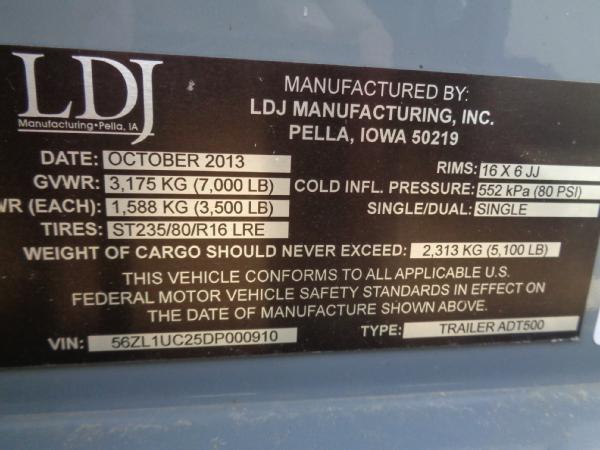 LDJ
Manufacturing • Pella, IA
MANUFACTURED BY:
LDJ MANUFACTURING, INC.
PELLA, IOWA 50219
DATE: OCTOBER 2013
GVWR: 3,175 KG (7,000 LB)
WR (EACH): 1,588 KG (3,500 LB)
TIRES: ST235/80/R16 LRE
RIMS: 16 X 6 JJ
COLD INFL. PRESSURE: 552 kPa (80 PSI)
SINGLE/DUAL: SINGLE
WEIGHT OF CARGO SHOULD NEVER EXCEED: 2,313 KG (5,100 LB)
THIS VEHICLE CONFORMS TO ALL APPLICABLE U.S.
FEDERAL MOTOR VEHICLE SAFETY STANDARDS IN EFFECT ON
THE DATE OF MANUFACTURE SHOWN ABOVE.
VIN: 56ZL1UC25DP000910
TYPE: TRAILER ADT500